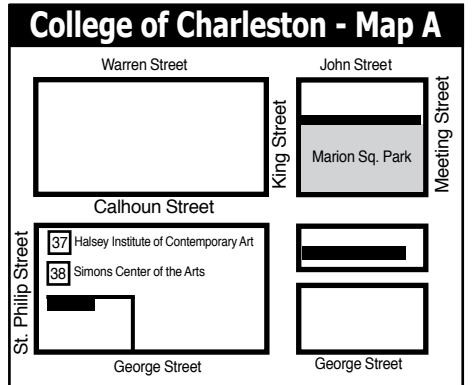 College of Charleston - Map A
Warren Street
John Street
King Street
Meeting Street
Marion Sq. Park
Calhoun Street
St. Philip Street
37 Halsey Institute of Contemporary Art
38 Simons Center of the Arts
George Street
George Street